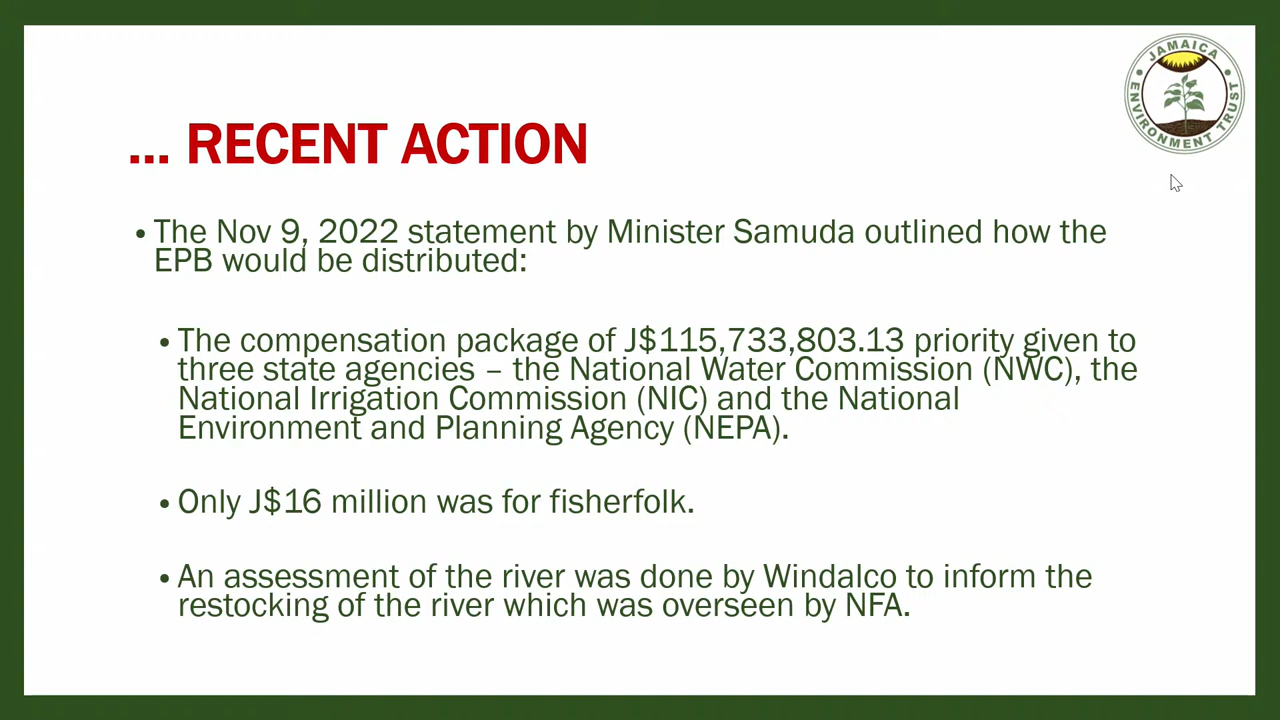 JAMAICA
ENVIRONMENT TRUST
... RECENT ACTION
• The Nov 9, 2022 statement by Minister Samuda outlined how the
EPB would be distributed:
• The compensation package of J$115,733,803.13 priority given to
three state agencies – the National Water Commission (NWC), the
National Irrigation Commission (NIC) and the National
Environment and Planning Agency (NEPA).
• Only J$16 million was for fisherfolk.
• An assessment of the river was done by Windalco to inform the
restocking of the river which was overseen by NFA.